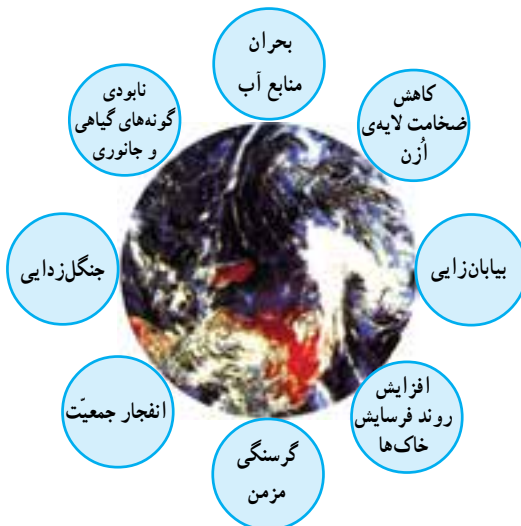 بحران
منابع آب
کاهش
ضخامت لایه‌ی
اُزن
بیابان‌زایی
افزایش
روند فرسایش
خاک‌ها
گرسنگی
مزمن
انفجار جمعیّت
جنگل‌زدایی
نابودی
گونه‌های گیاهی
و جانوری